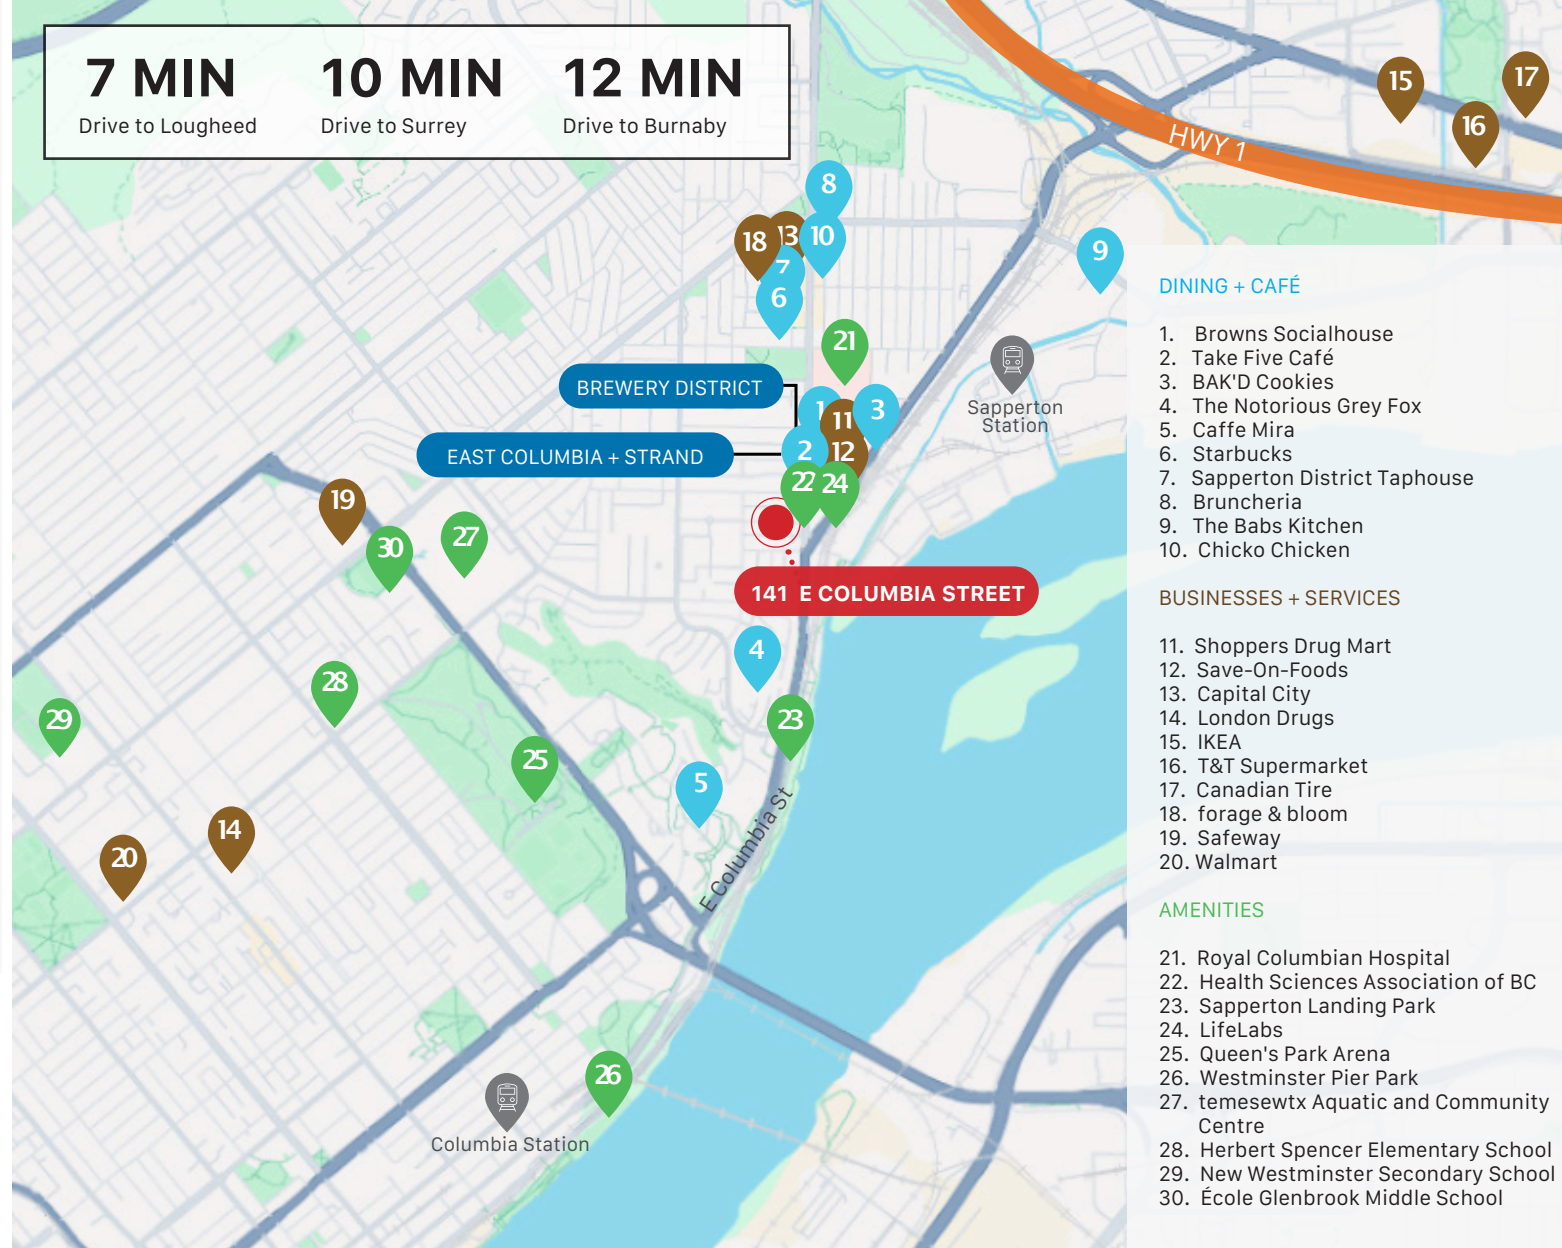 7 MIN
Drive to Lougheed
10 MIN
Drive to Surrey
12 MIN
Drive to Burnaby
HWY 1
15
17
16
8
18
13
10
7
6
9
21
Sapperton
Station
BREWERY DISTRICT
1
11
3
EAST COLUMBIA + STRAND
2
12
22
24
19
30
27
141 E COLUMBIA STREET
4
28
29
23
25
5
14
20
E Columbia St
26
Columbia Station
DINING + CAFÉ
1. Browns Socialhouse
2. Take Five Café
3. BAK'D Cookies
4. The Notorious Grey Fox
5. Caffe Mira
6. Starbucks
7. Sapperton District Taphouse
8. Bruncheria
9. The Babs Kitchen
10. Chicko Chicken
BUSINESSES + SERVICES
11. Shoppers Drug Mart
12. Save-On-Foods
13. Capital City
14. London Drugs
15. IKEA
16. T&T Supermarket
17. Canadian Tire
18. forage & bloom
19. Safeway
20. Walmart
AMENITIES
21. Royal Columbian Hospital
22. Health Sciences Association of BC
23. Sapperton Landing Park
24. LifeLabs
25. Queen's Park Arena
26. Westminster Pier Park
27. temesewtx Aquatic and Community
Centre
28. Herbert Spencer Elementary School
29. New Westminster Secondary School
30. École Glenbrook Middle School